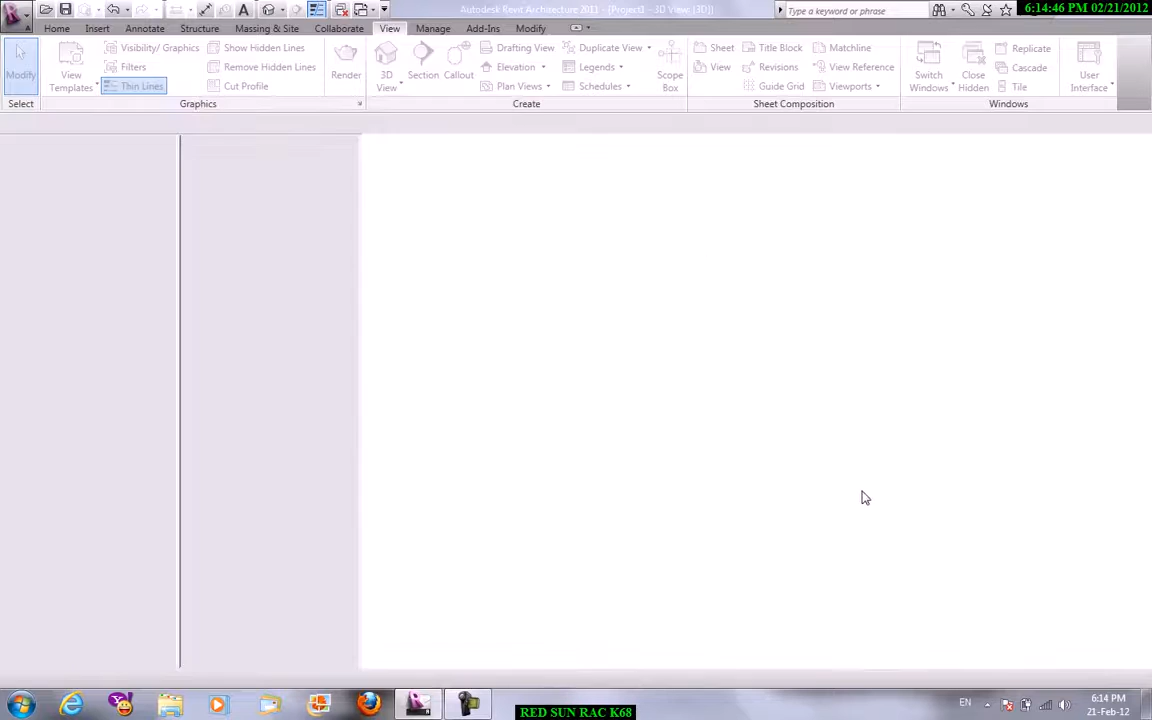 Autodesk Revit Architecture 2011 - [Project1 - 3D View: {3D}]
Type a keyword or phrase
6:14:46 PM 02/21/2012
Home Insert Annotate Structure Massing & Site Collaborate View Manage Add-Ins Modify
Modify
View Templates
Visibility/ Graphics
Filters
Thin Lines
Show Hidden Lines
Remove Hidden Lines
Cut Profile
Render
3D View
Section
Callout
Drafting View
Elevation
Plan Views
Duplicate View
Legends
Schedules
Scope Box
Sheet
View
Title Block
Revisions
Guide Grid
Matchline
View Reference
Viewports
Switch Windows
Close Hidden
Replicate
Cascade
Tile
User Interface
Select Graphics Create Sheet Composition Windows
EN
6:14 PM
21-Feb-12
RED SUN RAC K68